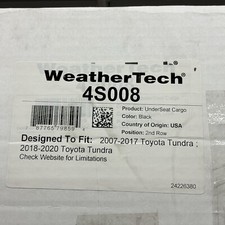 WeatherTech®
4S008
Product: UnderSeat Cargo
Color: Black
Country of Origin: USA
Position: 2nd Row
Designed To Fit: 2007-2017 Toyota Tundra ;
2018-2020 Toyota Tundra
Check Website for Limitations
24226380